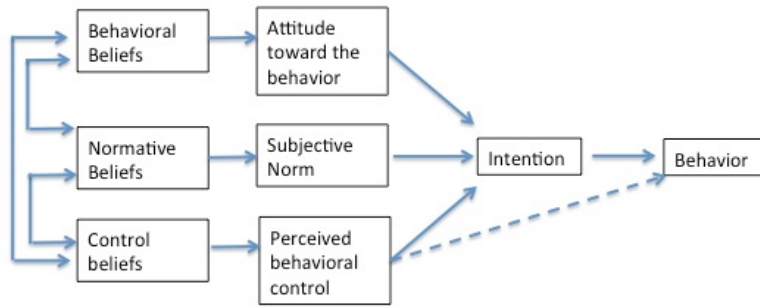 Behavioral
Beliefs
Attitude
toward the
behavior
Normative
Beliefs
Subjective
Norm
Intention
Behavior
Control
beliefs
Perceived
behavioral
control